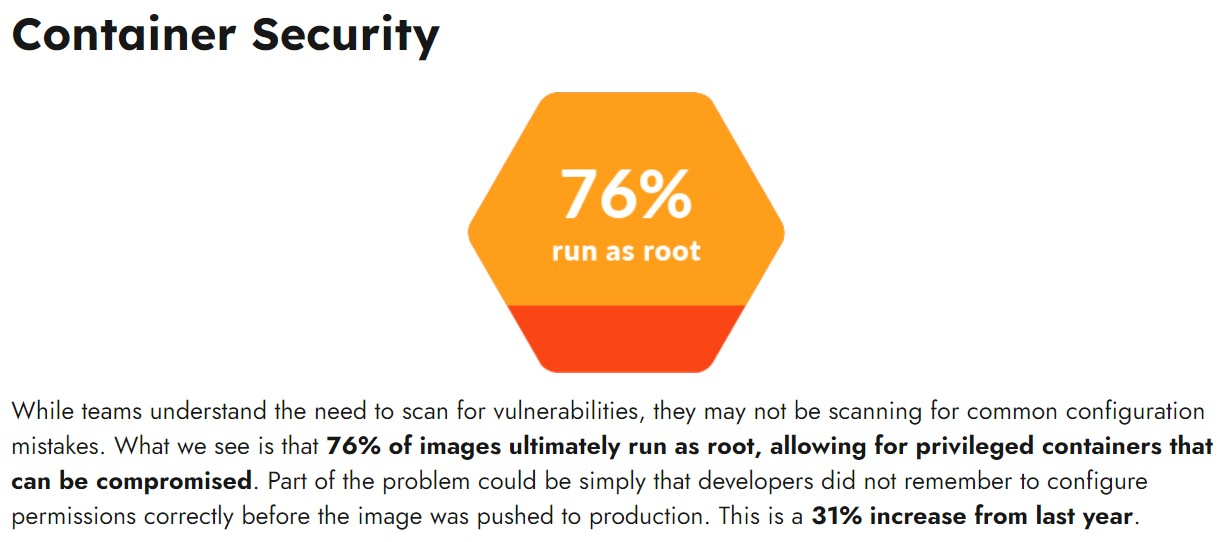 Container Security
76%
run as root
While teams understand the need to scan for vulnerabilities, they may not be scanning for common configuration
mistakes. What we see is that 76% of images ultimately run as root, allowing for privileged containers that
can be compromised. Part of the problem could be simply that developers did not remember to configure
permissions correctly before the image was pushed to production. This is a 31% increase from last year.